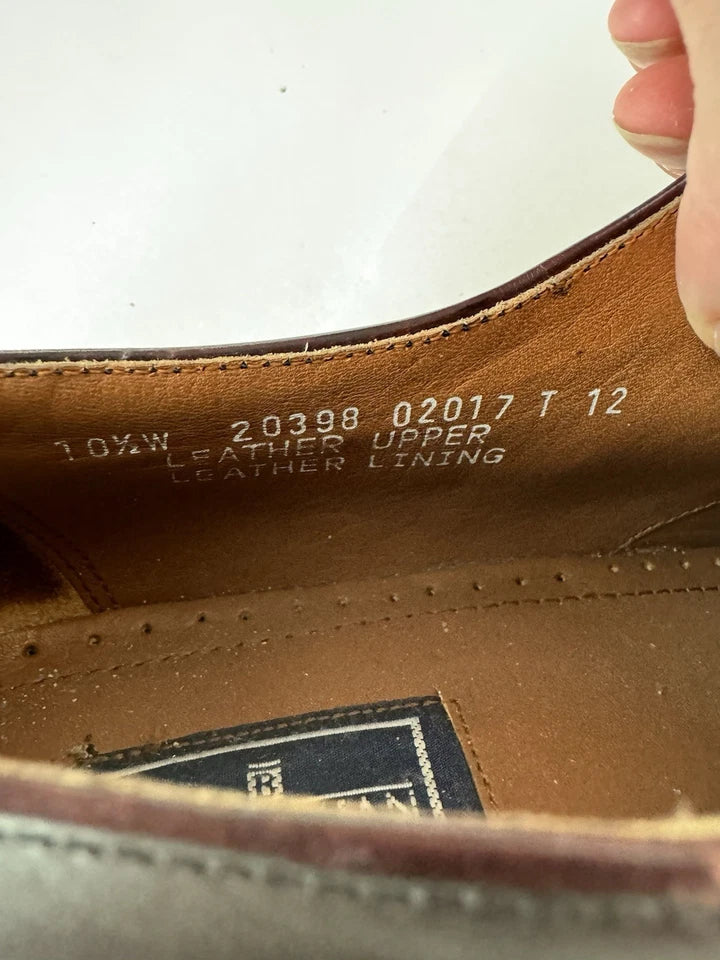 10½W 20398 02017 T 12
LEATHER UPPER
LEATHER LINING